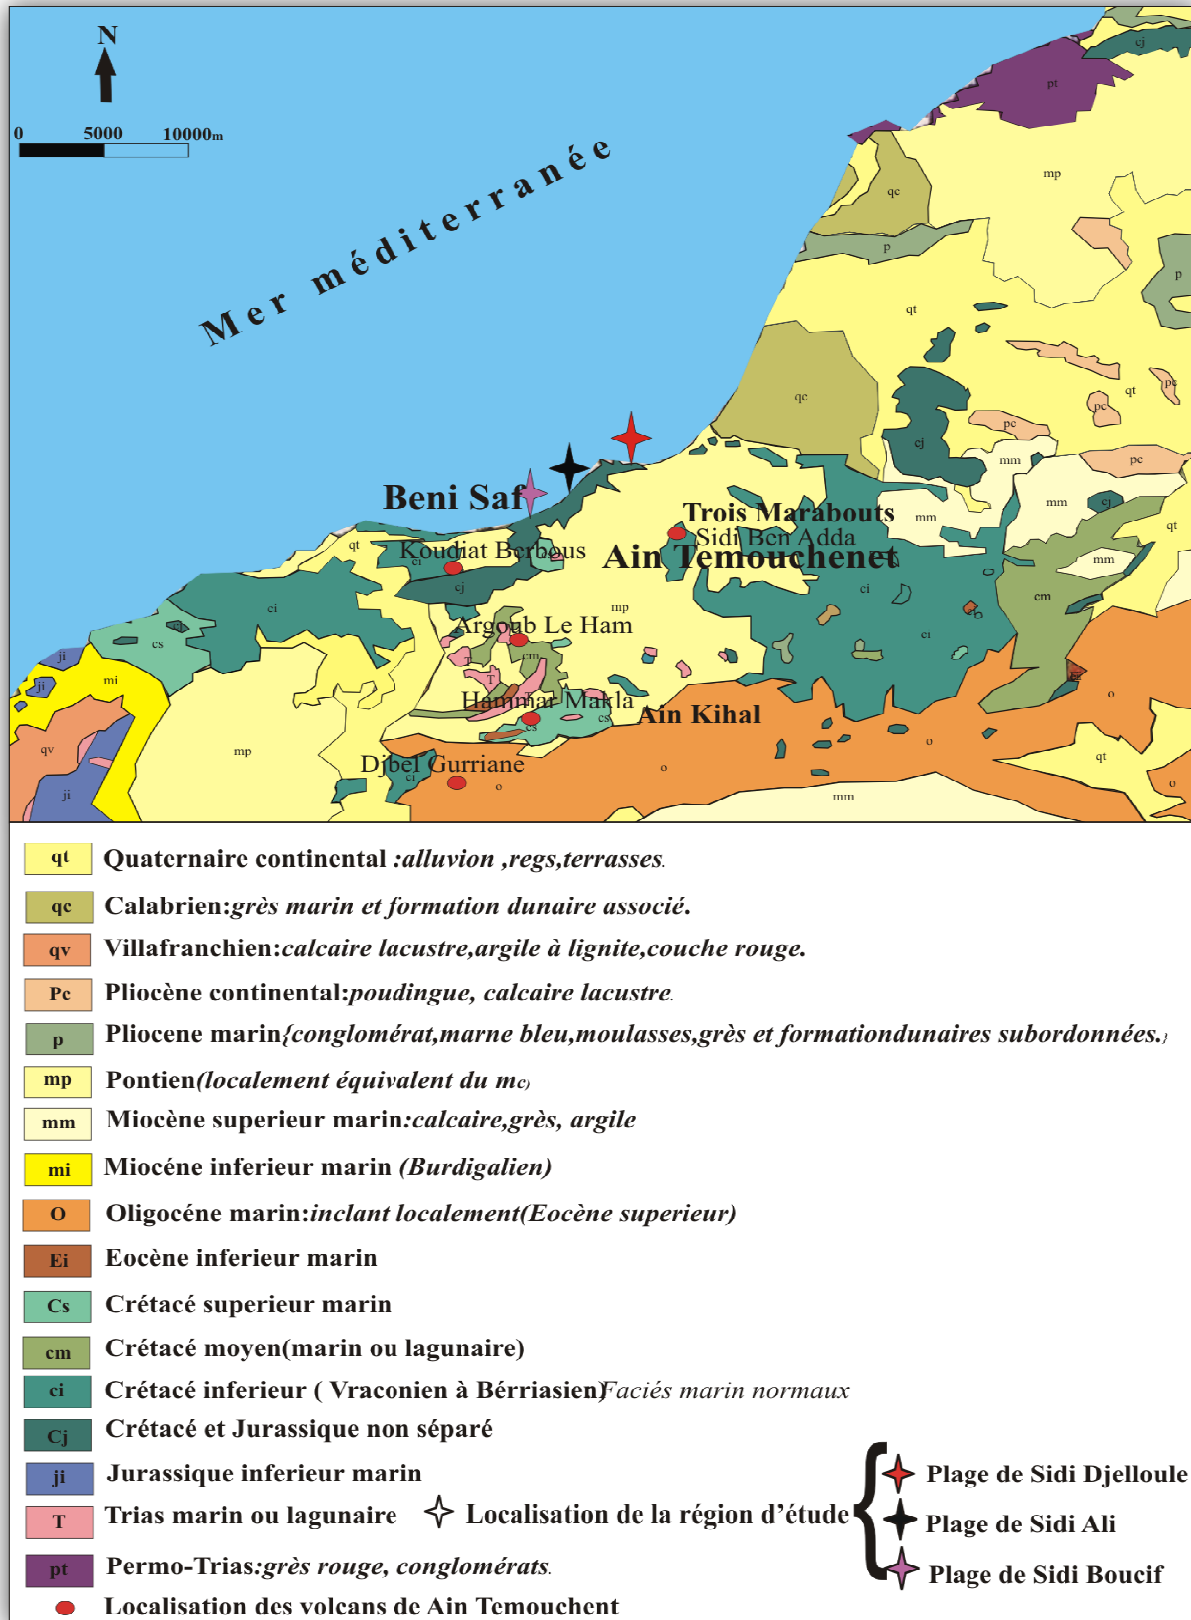 N
0 5000 10000m
Mer méditerranée
cj
pt
mp
qc
p
p
qt
qc
qt
pc
pc
pc
cj
mm
pc
mm
cj
mm
qt
Beni Saf
Trois Marabouts
Sidi Ben Adda
Ain Temouchenet
qt
Koudiat Berbous
ci
cj
mm
ci
cm
ci
mp
cs
Argoub Le Ham
ci
ji
T
cm
mi
ji
T
o
Hammar Makla
cs
cs
Ain Kihal
qv
mp
o
qt
Djbel Gurriane
ci
o
o
o
ji
mm
qt Quaternaire continental :alluvion ,regs,terrasses.
qc Calabrien:grès marin et formation dunaire associé.
qv Villafranchien:calcaire lacustre,argile à lignite,couche rouge.
Pc Pliocène continental:poudingue, calcaire lacustre.
p Pliocene marin{conglomérat,marne bleu,moulasses,grès et formationdunaires subordonnées.}
mp Pontien(localement équivalent du mc)
mm Miocène superieur marin:calcaire,grès, argile
mi Miocéne inferieur marin (Burdigalien)
O Oligocéne marin:inclant localement(Eocène superieur)
Ei Eocène inferieur marin
Cs Crétacé superieur marin
cm Crétacé moyen(marin ou lagunaire)
ci Crétacé inferieur ( Vraconien à Bérriasien)Faciés marin normaux
Cj Crétacé et Jurassique non séparé
ji Jurassique inferieur marin
T Trias marin ou lagunaire
Localisation de la région d'étude {
Plage de Sidi Djelloule
Plage de Sidi Ali
Plage de Sidi Boucif
pt Permo-Trias:grès rouge, conglomérats.
Localisation des volcans de Ain Temouchent